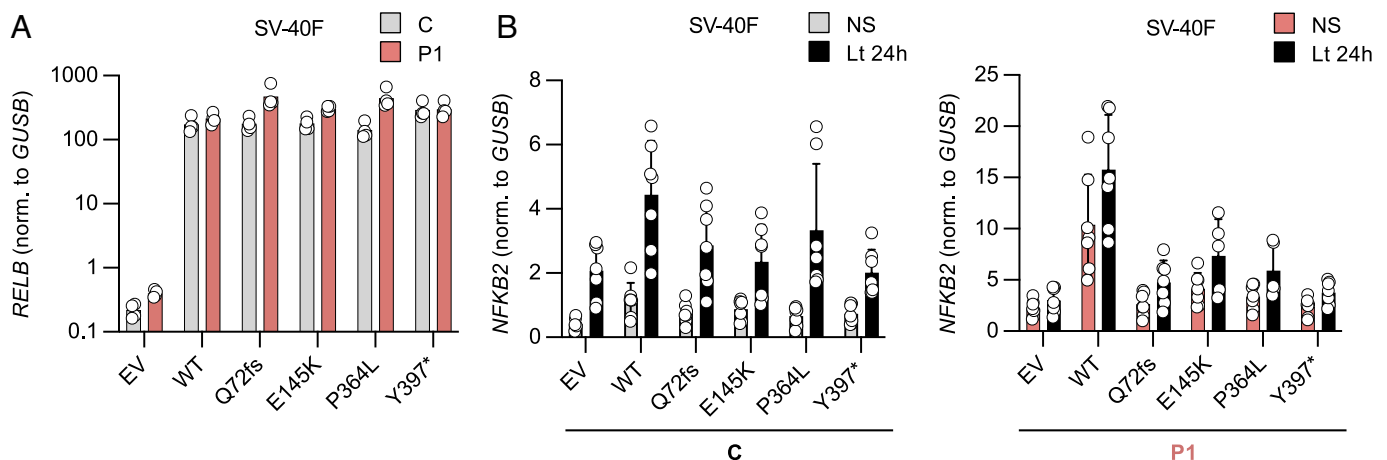 A
SV-40F
C
P1
RELB (norm. to GUSB)
1000
100
10
1
0.1
EV
WT
Q72fs
E145K
P364L
Y397*
B
SV-40F
NS
Lt 24h
NFKB2 (norm. to GUSB)
8
6
4
2
0
EV
WT
Q72fs
E145K
P364L
Y397*
C
SV-40F
NS
Lt 24h
NFKB2 (norm. to GUSB)
25
20
15
10
5
0
EV
WT
Q72fs
E145K
P364L
Y397*
P1